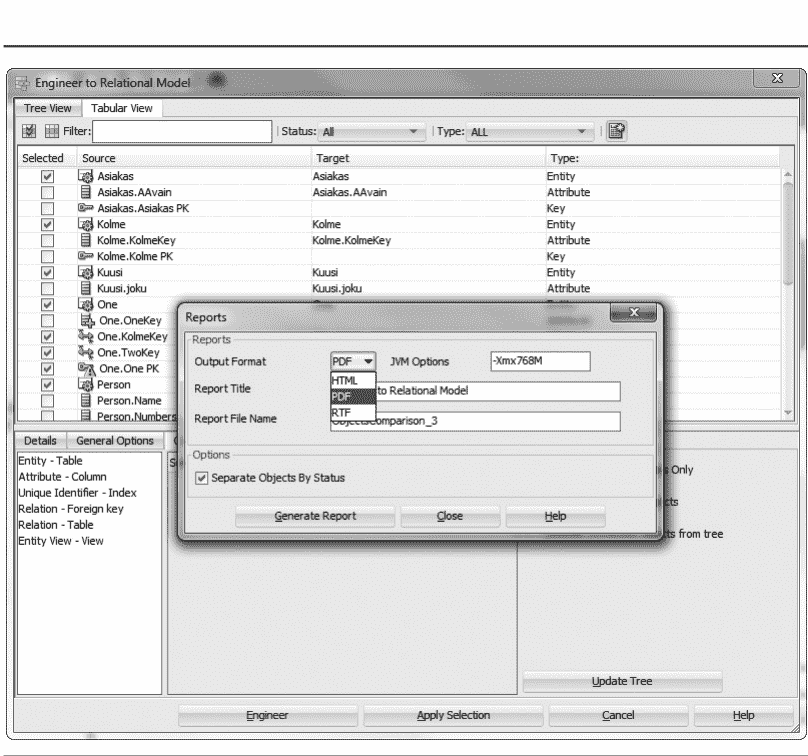 Engineer to Relational Model
Tree View Tabular View
Filter: Status: All Type: ALL
Selected Source Target Type:
Asiakas Asiakas Entity
Asiakas.AAvain Asiakas.AAvain Attribute
Asiakas.Asiakas PK Key
Kolme Kolme Entity
Kolme.KolmeKey Kolme.KolmeKey Attribute
Kolme.Kolme PK Key
Kuusi Kuusi Entity
Kuusi.joku Kuusi.joku Attribute
One
One.OneKey
One.KolmeKey
One.TwoKey
One.One PK
Person
Person.Name
Person.Numbers
Reports
Reports
Output Format PDF JVM Options -Xmx768M
HTML
PDF
RTF
Report Title to Relational Model
Report File Name ObjectsComparison_3
Options
Separate Objects By Status
Generate Report Close Help
Details General Options
Entity - Table
Attribute - Column
Unique Identifier - Index
Relation - Foreign key
Relation - Table
Entity View - View
Only
cts
cts from tree
Update Tree
Engineer Apply Selection Cancel Help